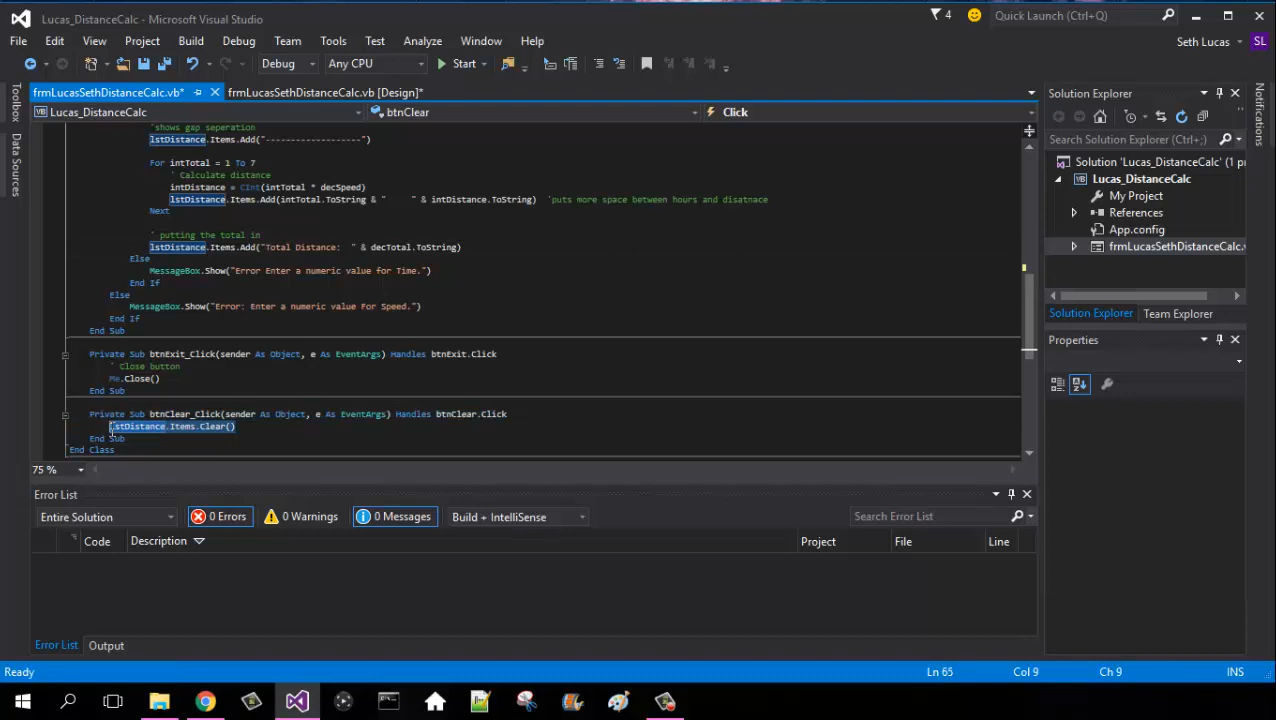 Lucas_DistanceCalc - Microsoft Visual Studio
4
Quick Launch (Ctrl+Q)
File Edit View Project Build Debug Team Tools Test Analyze Window Help
Seth Lucas SL
Debug Any CPU Start
Toolbox
Data Sources
frmLucasSethDistanceCalc.vb* frmLucasSethDistanceCalc.vb [Design]*
Lucas_DistanceCalc btnClear Click
'shows gap seperation
lstDistance.Items.Add("-------------------")
For intTotal = 1 To 7
' Calculate distance
intDistance = CInt(intTotal * decSpeed)
lstDistance.Items.Add(intTotal.ToString & "     " & intDistance.ToString) 'puts more space between hours and disatnace
Next
' putting the total in
lstDistance.Items.Add("Total Distance:  " & decTotal.ToString)
Else
MessageBox.Show("Error Enter a numeric value for Time.")
End If
Else
MessageBox.Show("Error: Enter a numeric value For Speed.")
End If
End Sub
Private Sub btnExit_Click(sender As Object, e As EventArgs) Handles btnExit.Click
' Close button
Me.Close()
End Sub
Private Sub btnClear_Click(sender As Object, e As EventArgs) Handles btnClear.Click
lstDistance.Items.Clear()
End Sub
End Class
75 %
Error List
Entire Solution 0 Errors 0 Warnings 0 Messages Build + IntelliSense Search Error List
Code Description Project File Line
Error List Output
Solution Explorer
Search Solution Explorer (Ctrl+;)
Solution 'Lucas_DistanceCalc' (1 p
Lucas_DistanceCalc
My Project
References
App.config
frmLucasSethDistanceCalc.v
Solution Explorer Team Explorer
Properties
Notifications
Ready Ln 65 Col 9 Ch 9 INS